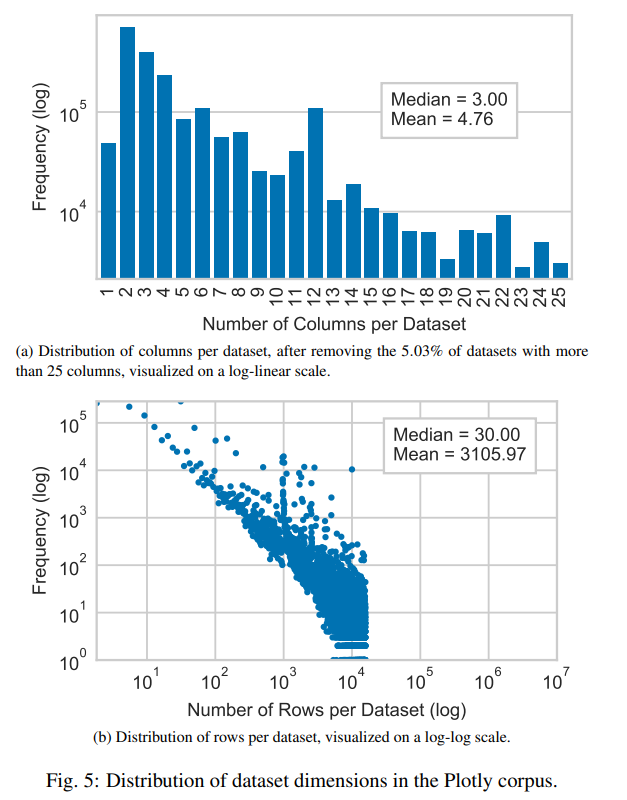 Frequency (log)
10^5
10^4
Median = 3.00
Mean = 4.76
1 2 3 4 5 6 7 8 9 10 11 12 13 14 15 16 17 18 19 20 21 22 23 24 25
Number of Columns per Dataset
(a) Distribution of columns per dataset, after removing the 5.03% of datasets with more
than 25 columns, visualized on a log-linear scale.
Frequency (log)
10^5
10^4
10^3
10^2
10^1
10^0
Median = 30.00
Mean = 3105.97
10^1 10^2 10^3 10^4 10^5 10^6 10^7
Number of Rows per Dataset (log)
(b) Distribution of rows per dataset, visualized on a log-log scale.
Fig. 5: Distribution of dataset dimensions in the Plotly corpus.